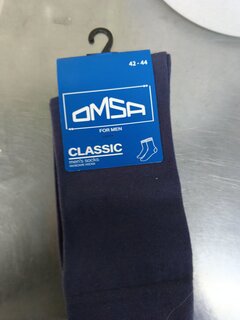 42 - 44
OMSA
FOR MEN
CLASSIC
men's socks